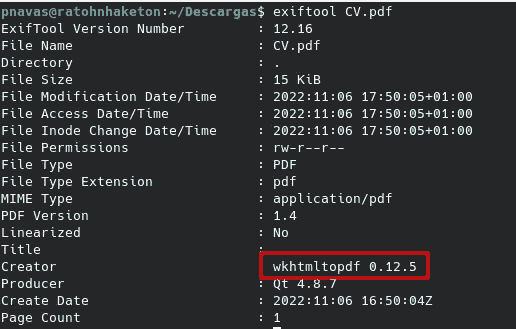 pnavas@ratohnhaketon:~/Descargas$ exiftool CV.pdf
ExifTool Version Number : 12.16
File Name : CV.pdf
Directory : .
File Size : 15 KiB
File Modification Date/Time : 2022:11:06 17:50:05+01:00
File Access Date/Time : 2022:11:06 17:50:05+01:00
File Inode Change Date/Time : 2022:11:06 17:50:05+01:00
File Permissions : rw-r--r--
File Type : PDF
File Type Extension : pdf
MIME Type : application/pdf
PDF Version : 1.4
Linearized : No
Title :
Creator : wkhtmltopdf 0.12.5
Producer : Qt 4.8.7
Create Date : 2022:11:06 16:50:04Z
Page Count : 1